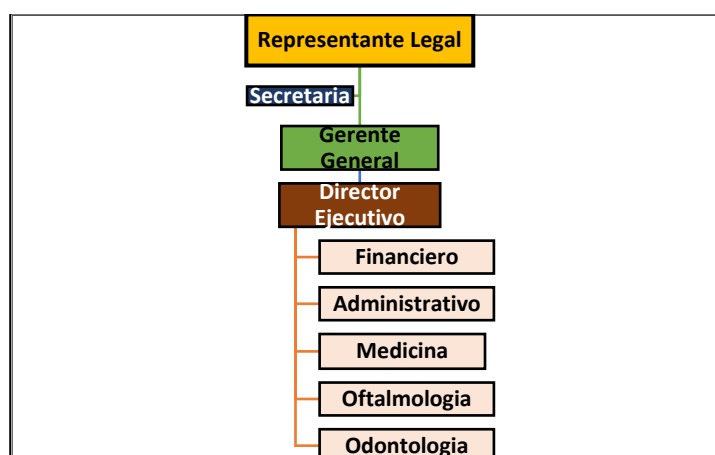 Representante Legal
Secretaria
Gerente
General
Director
Ejecutivo
Financiero
Administrativo
Medicina
Oftalmologia
Odontologia